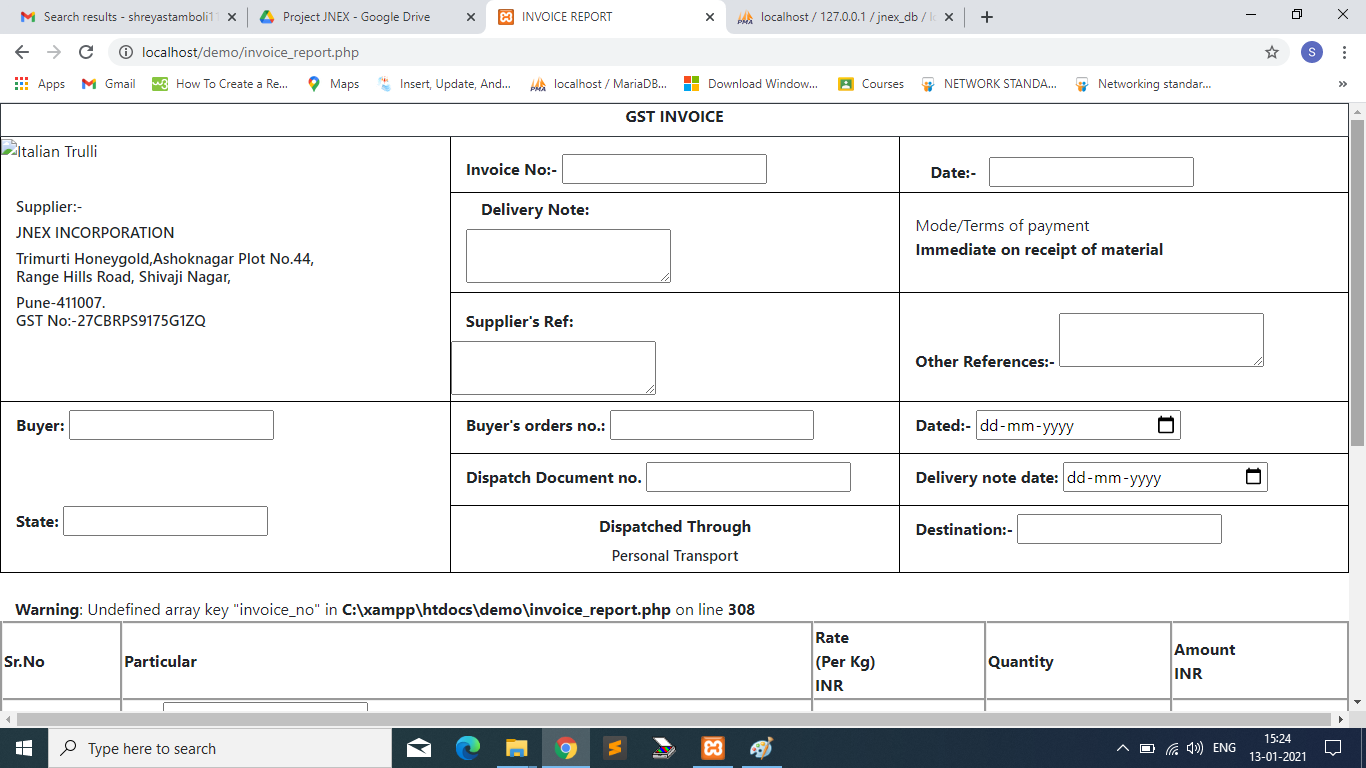 Search results - shreyastamboli11
Project JNEX - Google Drive
INVOICE REPORT
localhost / 127.0.0.1 / jnex_db /
localhost/demo/invoice_report.php
S
Apps
Gmail
How To Create a Re...
Maps
Insert, Update, And...
localhost / MariaDB...
Download Window...
Courses
NETWORK STANDA...
Networking standar...
GST INVOICE
Italian Trulli
Supplier:-
JNEX INCORPORATION
Trimurti Honeygold,Ashoknagar Plot No.44,
Range Hills Road, Shivaji Nagar,
Pune-411007.
GST No:-27CBRPS9175G1ZQ
Invoice No:-
Date:-
Delivery Note:
Mode/Terms of payment
Immediate on receipt of material
Supplier's Ref:
Other References:-
Buyer:
Buyer's orders no.:
Dated:- dd-mm-yyyy
Dispatch Document no.
Delivery note date: dd-mm-yyyy
State:
Dispatched Through
Personal Transport
Destination:-
Warning: Undefined array key "invoice_no" in C:\xampp\htdocs\demo\invoice_report.php on line 308
Sr.No
Particular
Rate
(Per Kg)
INR
Quantity
Amount
INR
Type here to search
ENG
15:24
13-01-2021